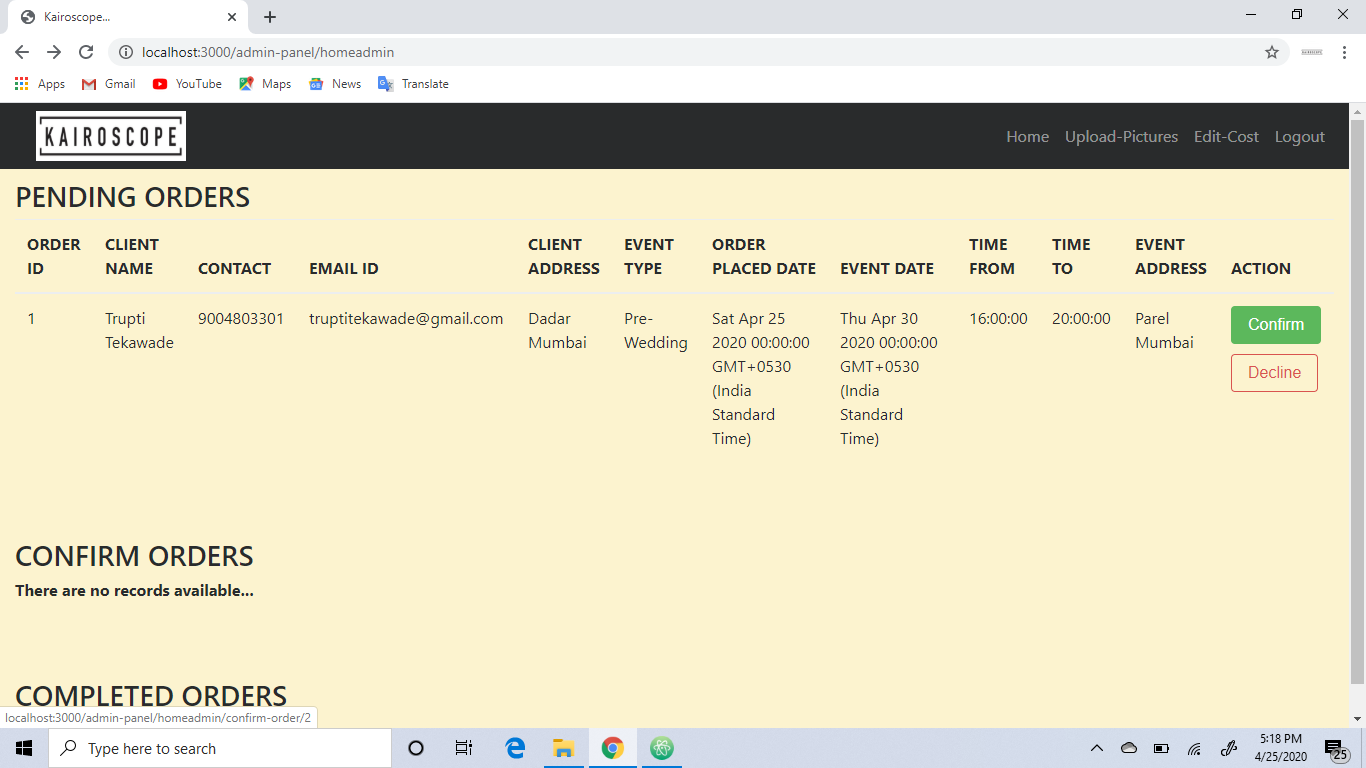 Kairoscope...
localhost:3000/admin-panel/homeadmin
Apps Gmail YouTube Maps News Translate
KAIROSCOPE
Home Upload-Pictures Edit-Cost Logout
PENDING ORDERS
ORDER CLIENT CLIENT EVENT ORDER TIME TIME EVENT
ID NAME CONTACT EMAIL ID ADDRESS TYPE PLACED DATE EVENT DATE FROM TO ADDRESS ACTION
1 Trupti 9004803301 truptitekawade@gmail.com Dadar Pre- Sat Apr 25 Thu Apr 30 16:00:00 20:00:00 Parel Confirm
Tekawade Mumbai Wedding 2020 00:00:00 2020 00:00:00 Mumbai
GMT+0530 GMT+0530 Decline
(India (India
Standard Standard
Time) Time)
CONFIRM ORDERS
There are no records available...
COMPLETED ORDERS
localhost:3000/admin-panel/homeadmin/confirm-order/2
Type here to search
5:18 PM
4/25/2020
25